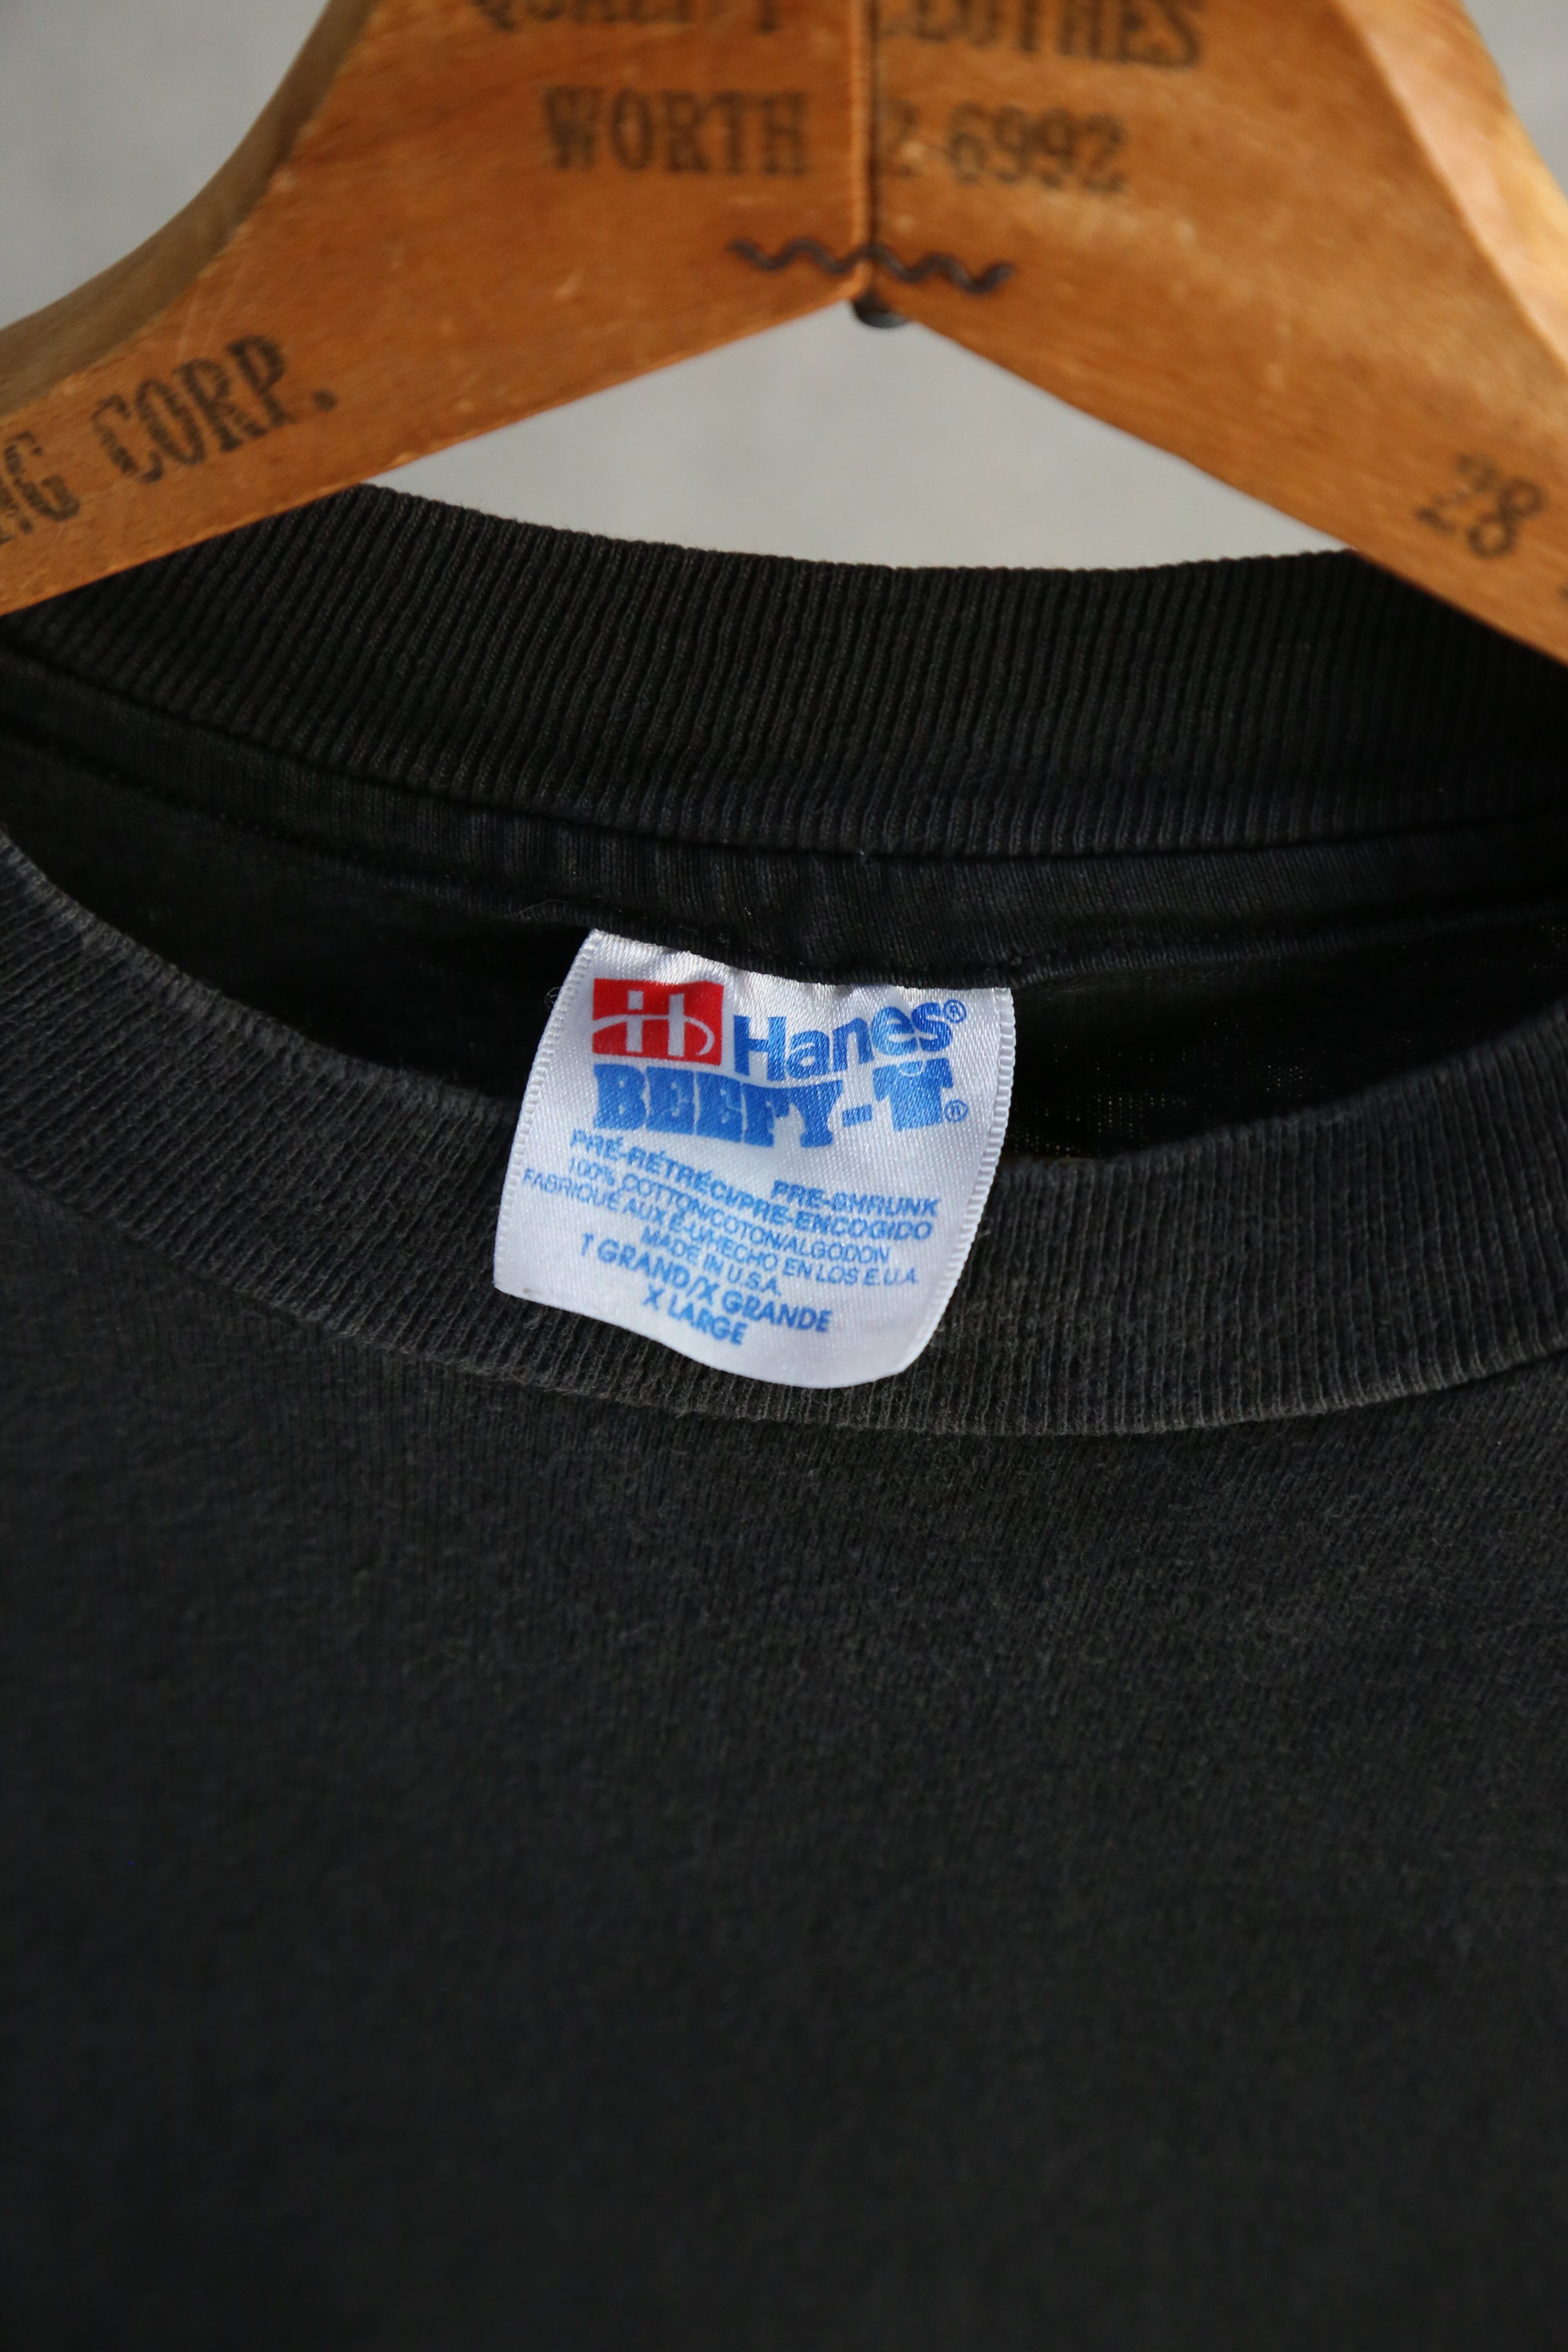 QUALITY CLOTHES
WORTH 2-6992
CORP.
28
Hanes®
BEEFY-T®
PRE-SHRUNK
PRÉ-RÉTRÉCI/PRE-ENCOGIDO
100% COTTON/COTON/ALGODON
FABRIQUÉ AUX É-U/HECHO EN LOS E.U.A.
MADE IN U.S.A.
T GRAND/X GRANDE
X LARGE